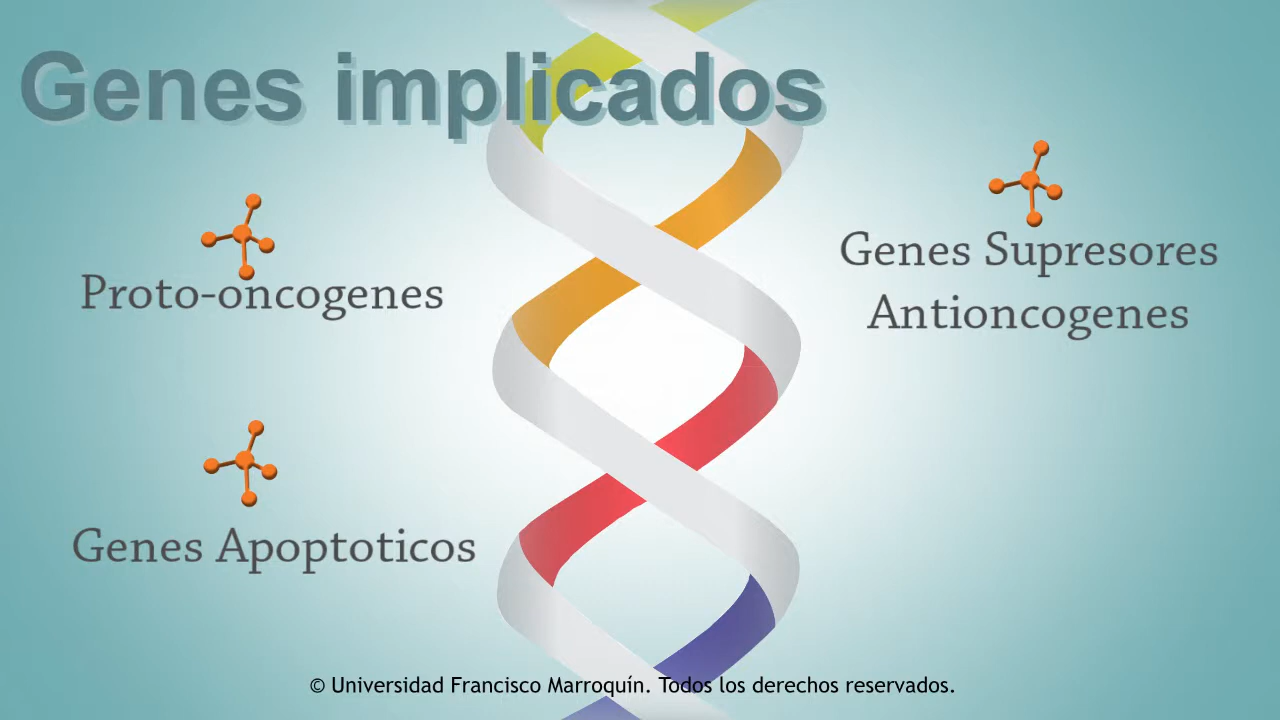 Genes implicados
Proto-oncogenes
Genes Supresores
Antioncogenes
Genes Apoptoticos
© Universidad Francisco Marroquín. Todos los derechos reservados.